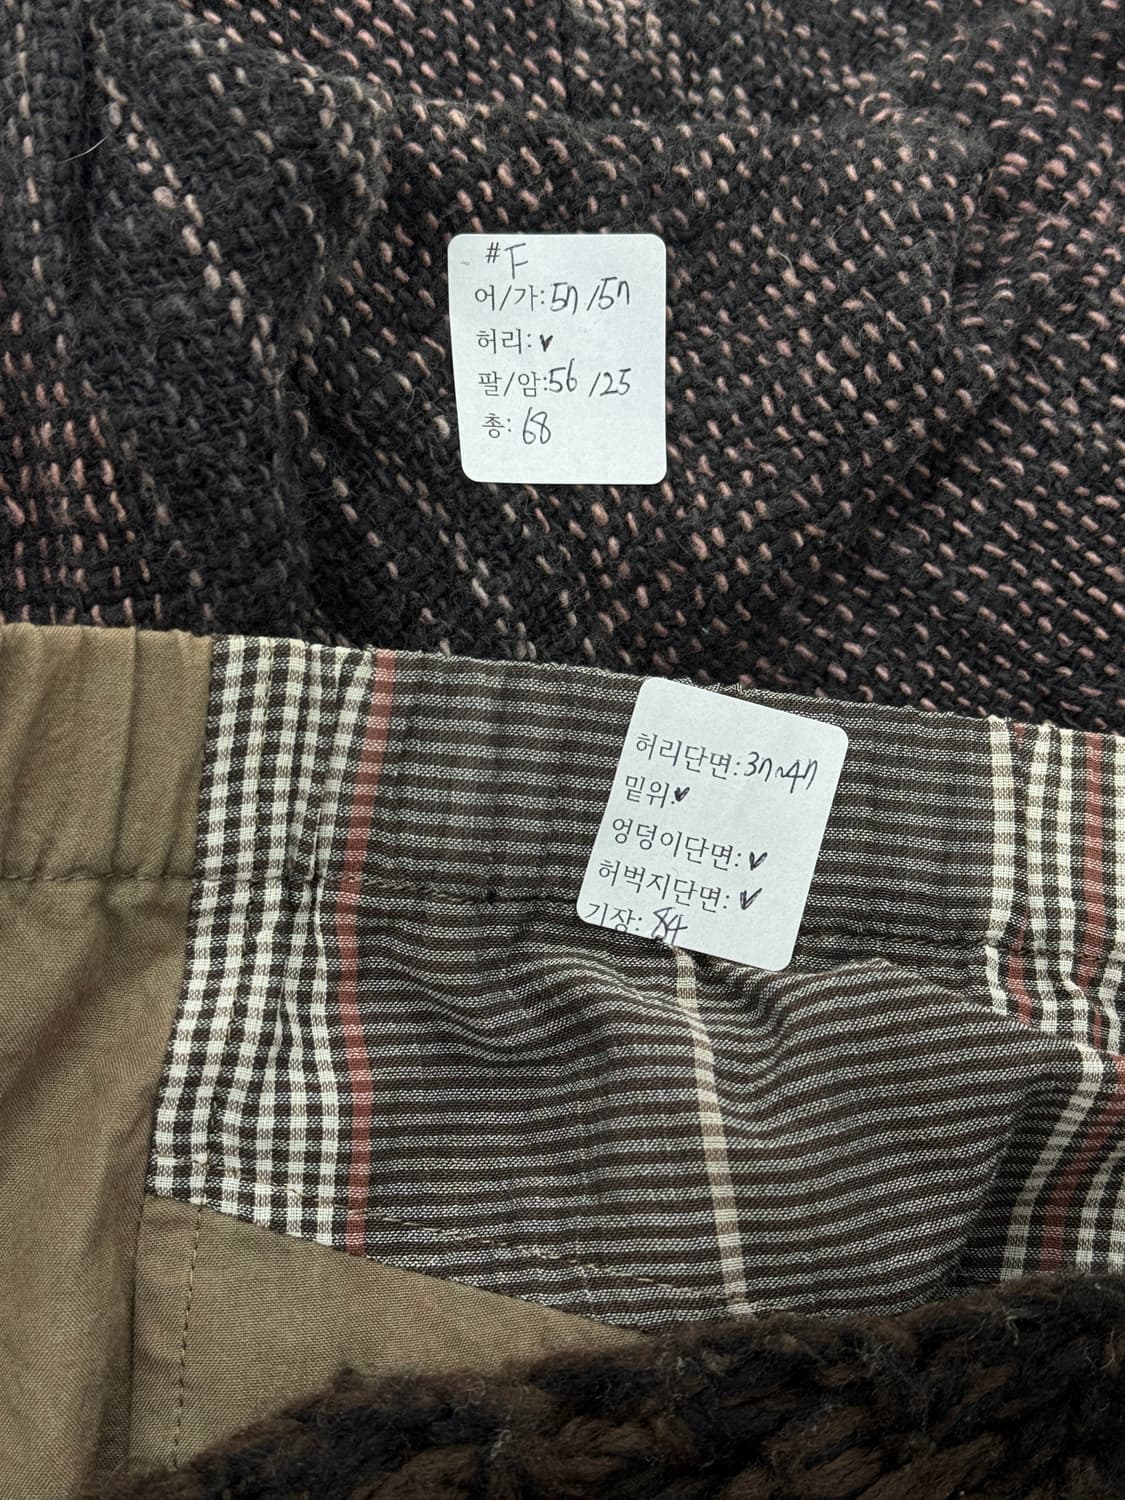 #F
어/가: 57 /57
허리: ✓
팔/암: 56 /25
총: 68
허리단면: 37~47
밑위: ✓
엉덩이단면: ✓
허벅지단면: ✓
기장: 84